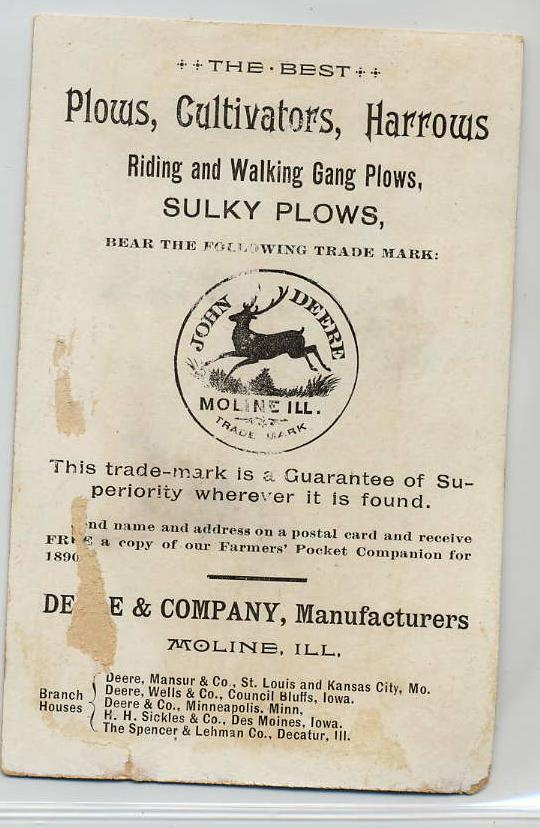 THE · BEST
Plows, Cultivators, Harrows
Riding and Walking Gang Plows,
SULKY PLOWS,
BEAR THE FOLLOWING TRADE MARK:
JOHN DEERE
MOLINE ILL.
TRADE MARK
This trade-mark is a Guarantee of Su-
periority wherever it is found.
nd name and address on a postal card and receive
FREE a copy of our Farmers' Pocket Companion for
1890
DEERE & COMPANY, Manufacturers
MOLINE, ILL.
Branch Houses
Deere, Mansur & Co., St. Louis and Kansas City, Mo.
Deere, Wells & Co., Council Bluffs, Iowa.
Deere & Co., Minneapolis. Minn,
H. H. Sickles & Co., Des Moines, Iowa.
The Spencer & Lehman Co., Decatur, Ill.